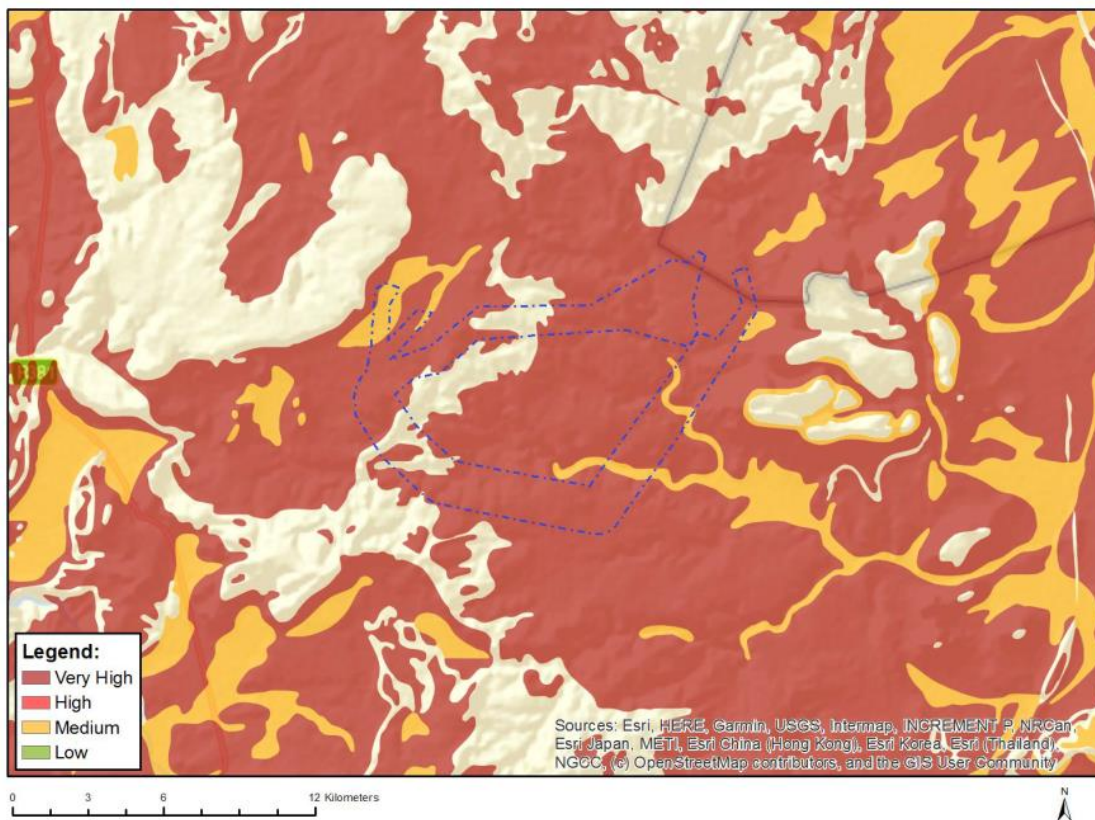 Legend:
Very High
High
Medium
Low
Sources: Esri, HERE, Garmin, USGS, Intermap, INCREMENT P, NRCan,
Esri Japan, METI, Esri China (Hong Kong), Esri Korea, Esri (Thailand),
NGCC, (c) OpenStreetMap contributors, and the GIS User Community
0 3 6 12 Kilometers
N